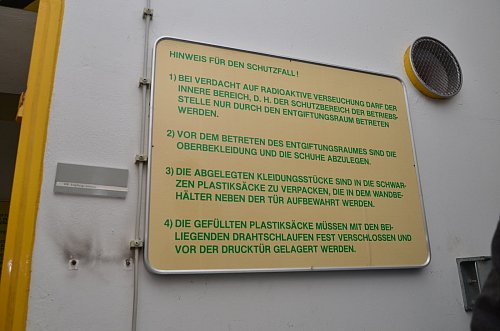 HINWEIS FÜR DEN SCHUTZFALL!
1) BEI VERDACHT AUF RADIOAKTIVE VERSEUCHUNG DARF DER
INNERE BEREICH, D. H. DER SCHUTZBEREICH DER BETRIEBS-
STELLE NUR DURCH DEN ENTGIFTUNGSRAUM BETRETEN
WERDEN.
2) VOR DEM BETRETEN DES ENTGIFTUNGSRAUMES SIND DIE
OBERBEKLEIDUNG UND DIE SCHUHE ABZULEGEN.
3) DIE ABGELEGTEN KLEIDUNGSSTÜCKE SIND IN DIE SCHWAR-
ZEN PLASTIKSÄCKE ZU VERPACKEN, DIE IN DEM WANDBE-
HÄLTER NEBEN DER TÜR AUFBEWAHRT WERDEN.
4) DIE GEFÜLLTEN PLASTIKSÄCKE MÜSSEN MIT DEN BEI-
LIEGENDEN DRAHTSCHLAUFEN FEST VERSCHLOSSEN UND
VOR DER DRUCKTÜR GELAGERT WERDEN.